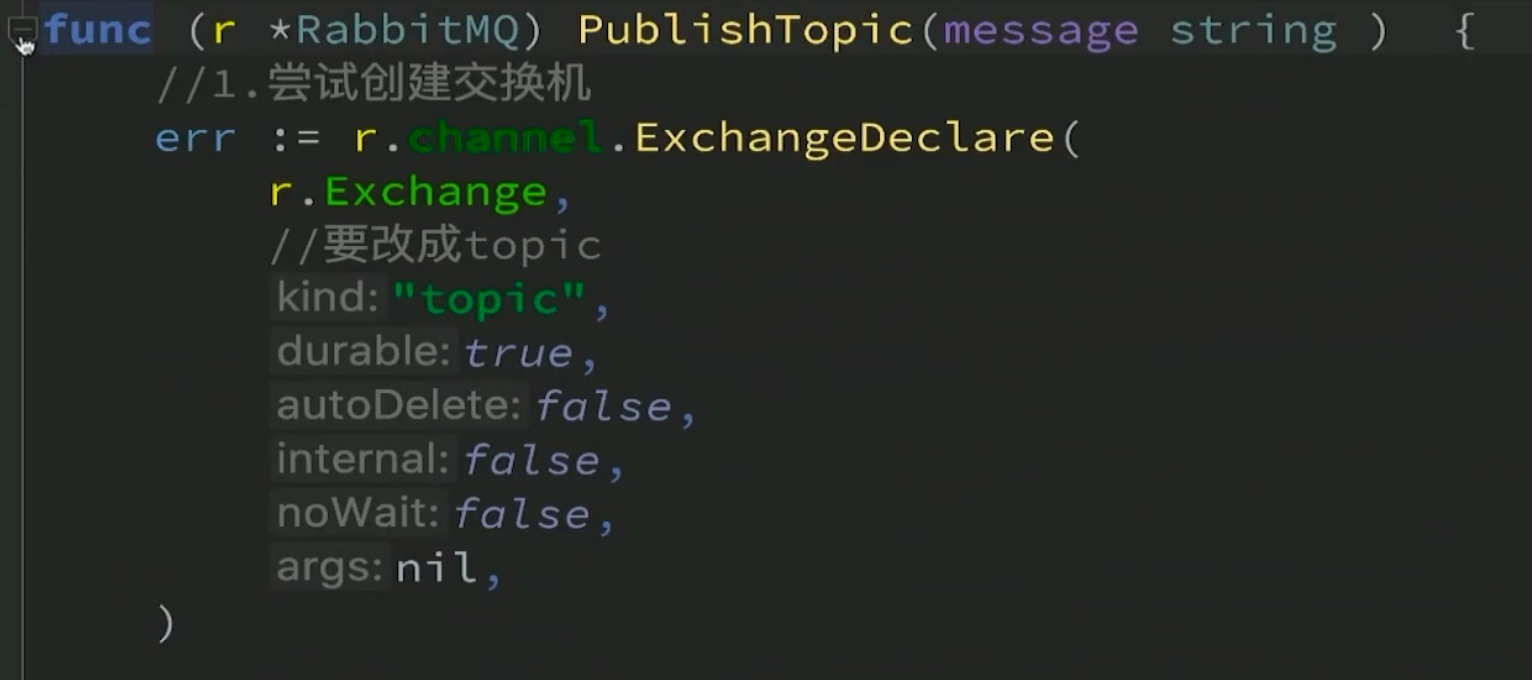 func (r *RabbitMQ) PublishTopic(message string ) {
//1.尝试创建交换机
err := r.channel.ExchangeDeclare(
r.Exchange,
//要改成topic
kind: "topic",
durable: true,
autoDelete: false,
internal: false,
noWait: false,
args: nil,
)